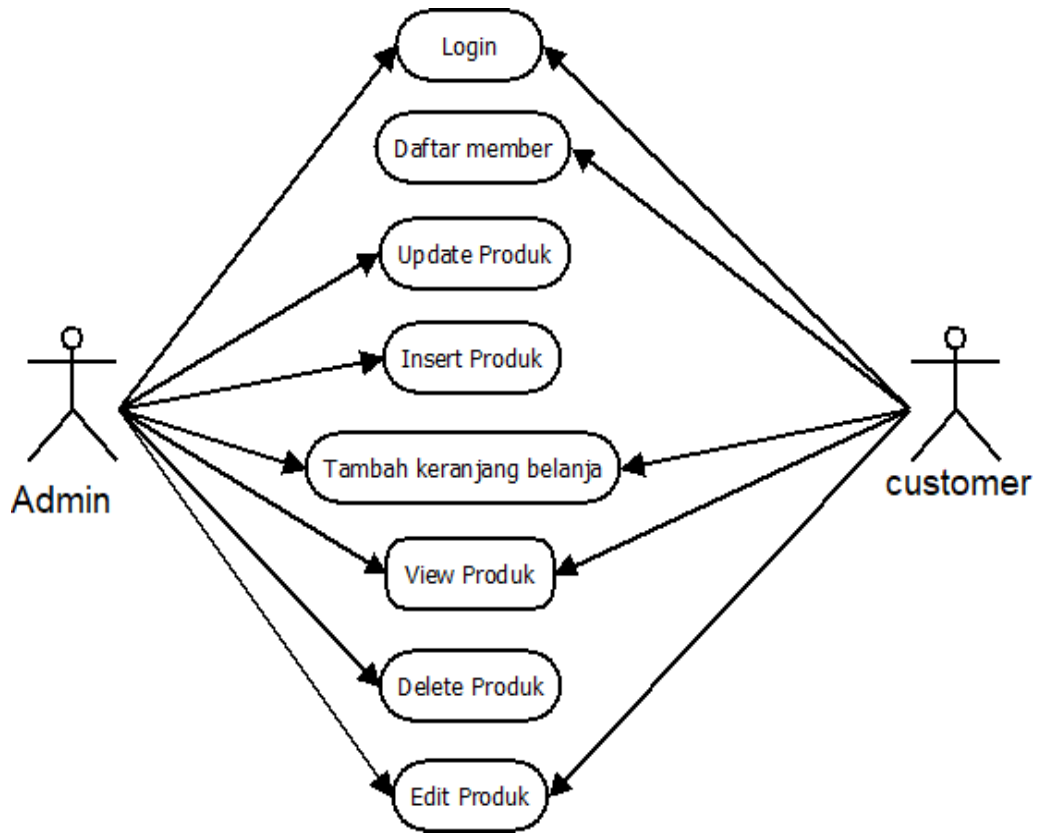 Login
Daftar member
Update Produk
Insert Produk
Tambah keranjang belanja
Admin
customer
View Produk
Delete Produk
Edit Produk